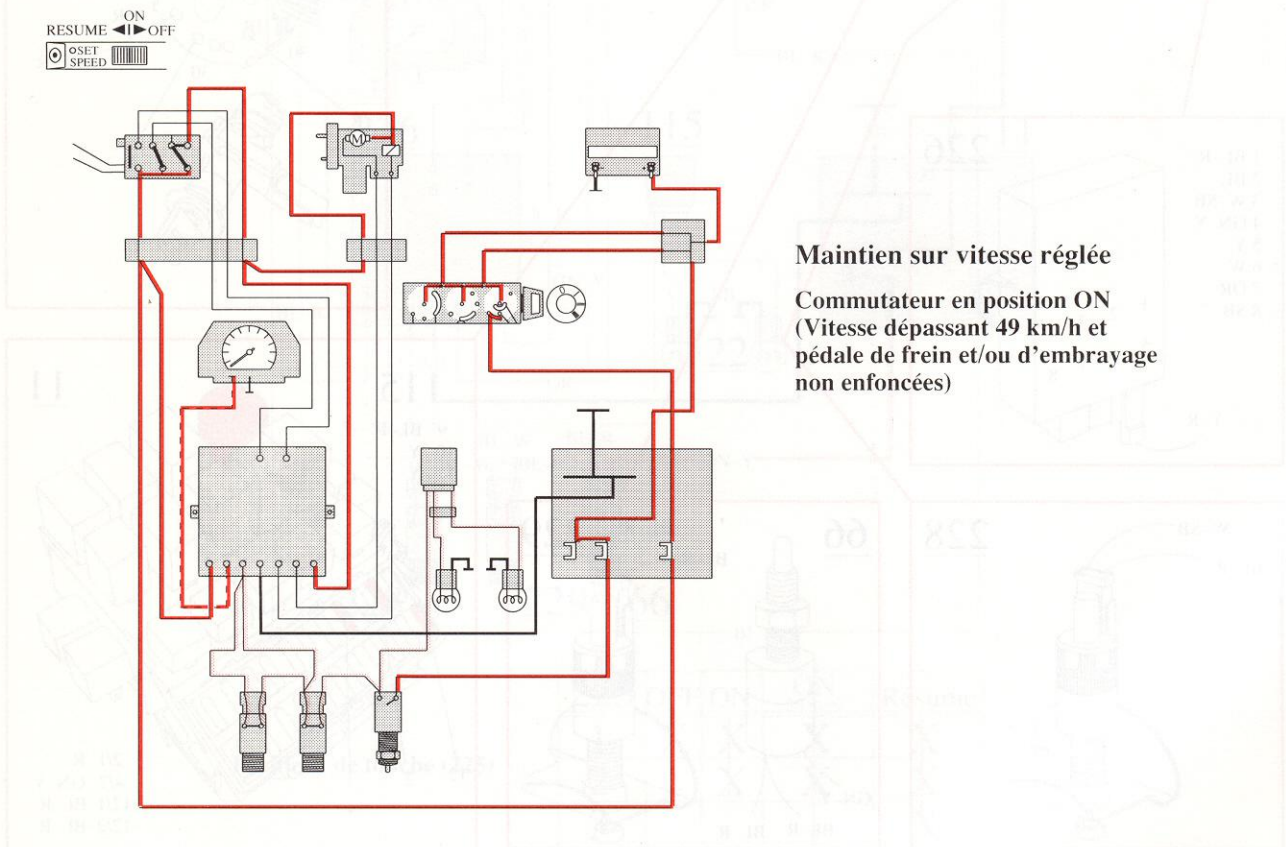 ON
RESUME ◄I► OFF
SET
SPEED
M
- +
Maintien sur vitesse réglée
Commutateur en position ON
(Vitesse dépassant 49 km/h et
pédale de frein et/ou d'embrayage
non enfoncées)